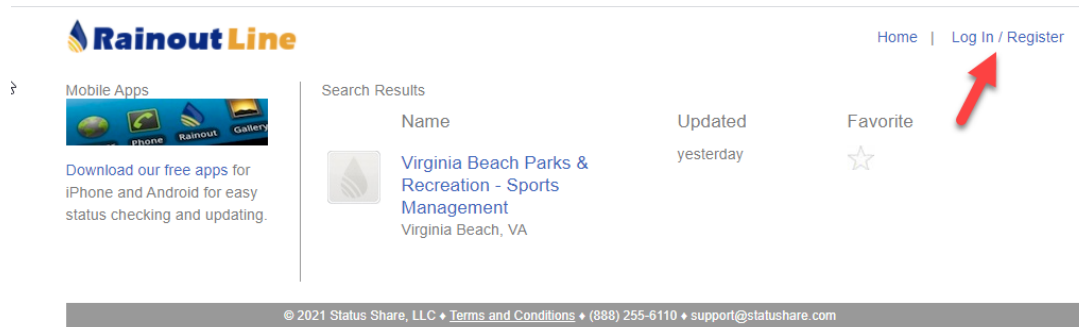 Rainout Line
Home | Log In / Register
Mobile Apps
Phone
Rainout
Gallery
Download our free apps for
iPhone and Android for easy
status checking and updating.
Search Results
Name Updated Favorite
Virginia Beach Parks &
Recreation - Sports
Management
Virginia Beach, VA
yesterday
© 2021 Status Share, LLC ♦ Terms and Conditions ♦ (888) 255-6110 ♦ support@statushare.com